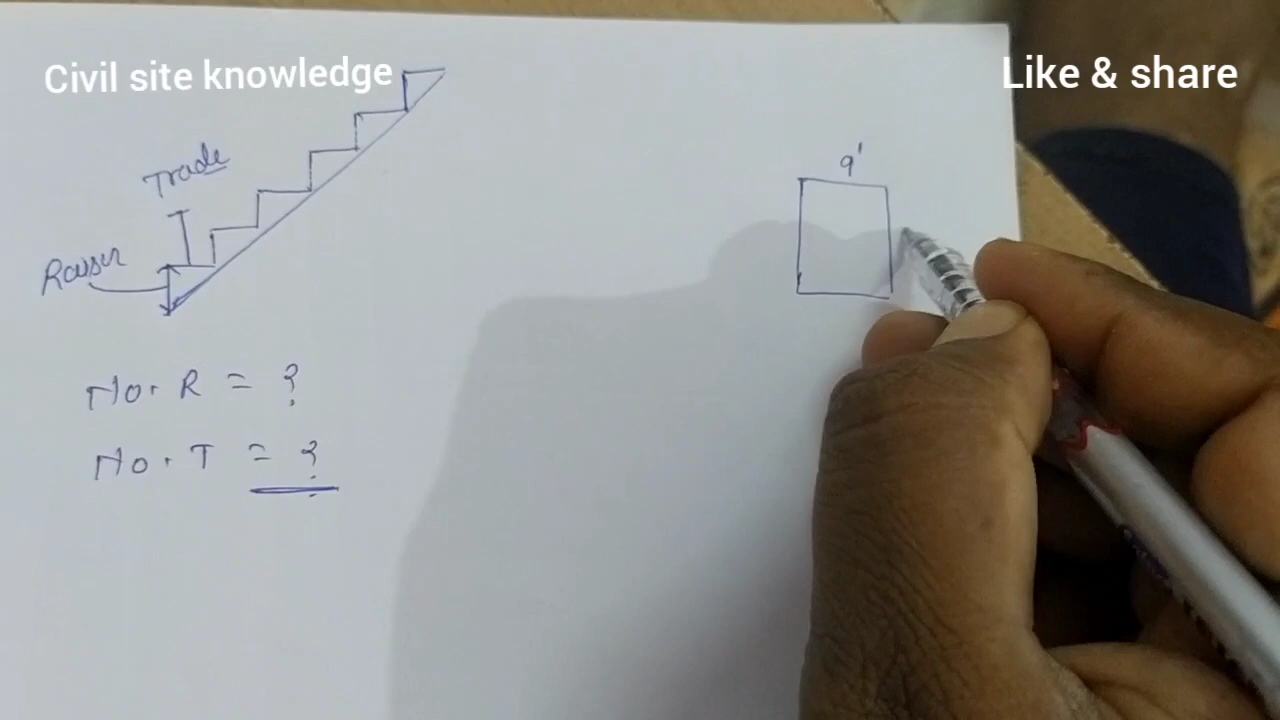 Civil site knowledge
Like & share
9'
Trade
Raiser
No. R = ?
No. T = ?